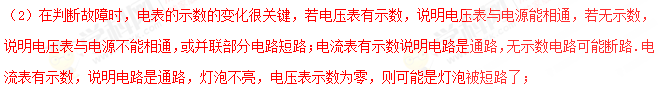 （2）在判断故障时，电表的示数的变化很关键，若电压表有示数，说明电压表与电源能相通，若无示数，
说明电压表与电源不能相通，或并联部分电路短路；电流表有示数说明电路是通路，无示数电路可能断路．电
流表有示数，说明电路是通路，灯泡不亮，电压表示数为零，则可能是灯泡被短路了；